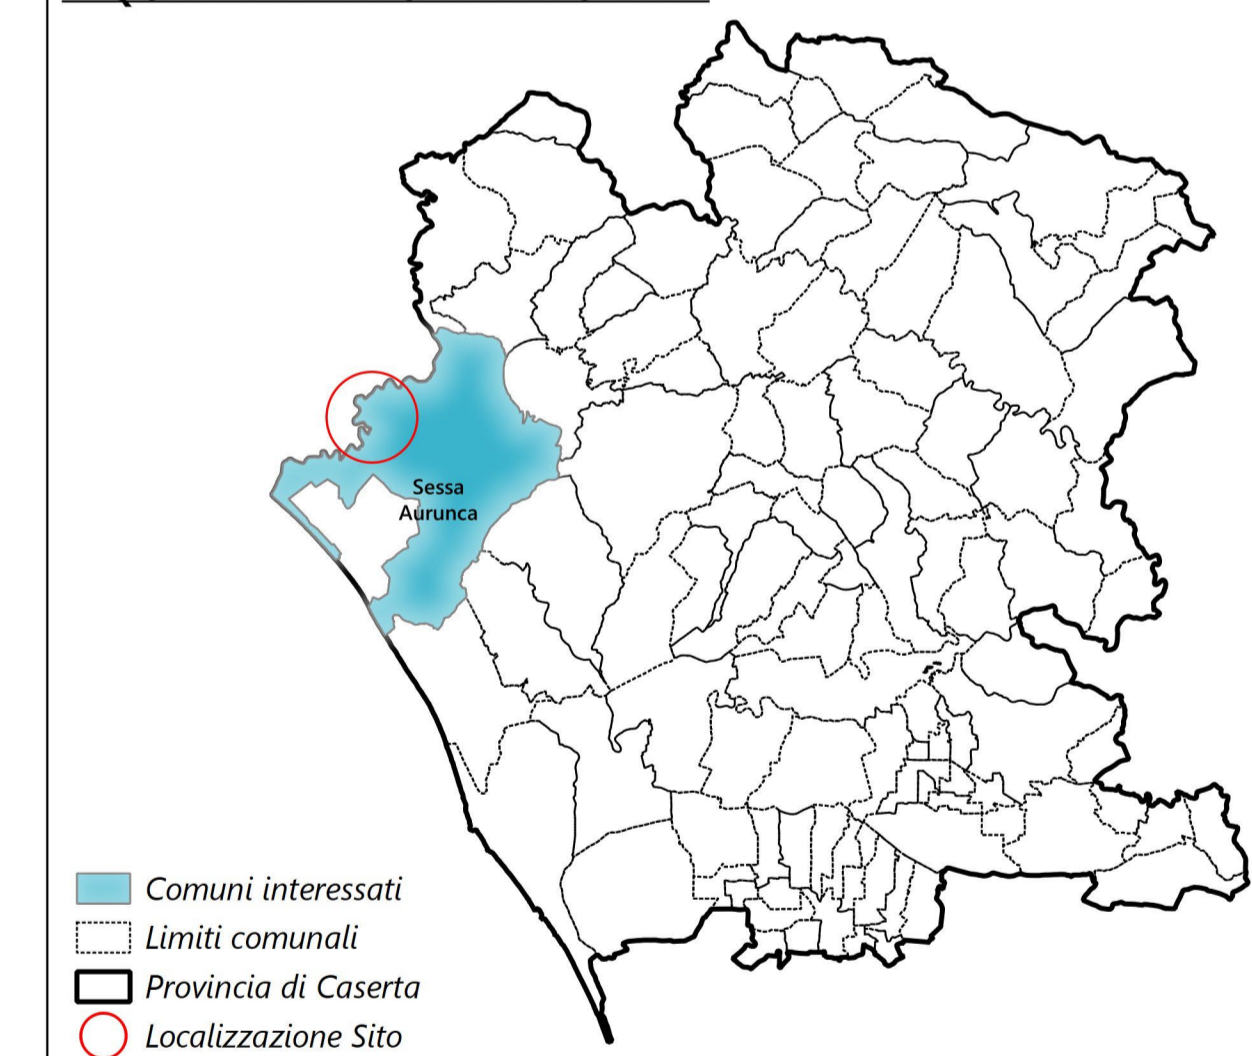 Sessa
Aurunca
Comuni interessati
Limiti comunali
Provincia di Caserta
Localizzazione Sito